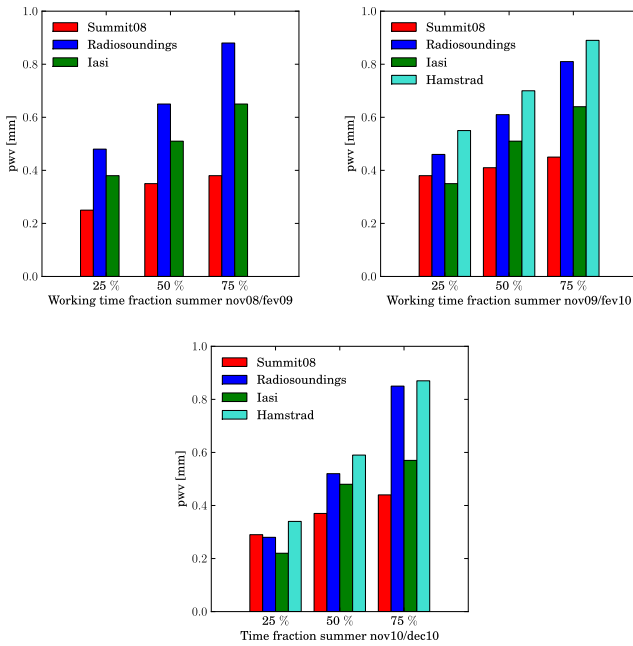 1.0
0.8
0.6
0.4
0.2
0.0
pwv [mm]
Summit08
Radiosoundings
Iasi
25 %
50 %
75 %
Working time fraction summer nov08/fev09
1.0
0.8
0.6
0.4
0.2
0.0
pwv [mm]
Summit08
Radiosoundings
Iasi
Hamstrad
25 %
50 %
75 %
Working time fraction summer nov09/fev10
1.0
0.8
0.6
0.4
0.2
0.0
pwv [mm]
Summit08
Radiosoundings
Iasi
Hamstrad
25 %
50 %
75 %
Time fraction summer nov10/dec10